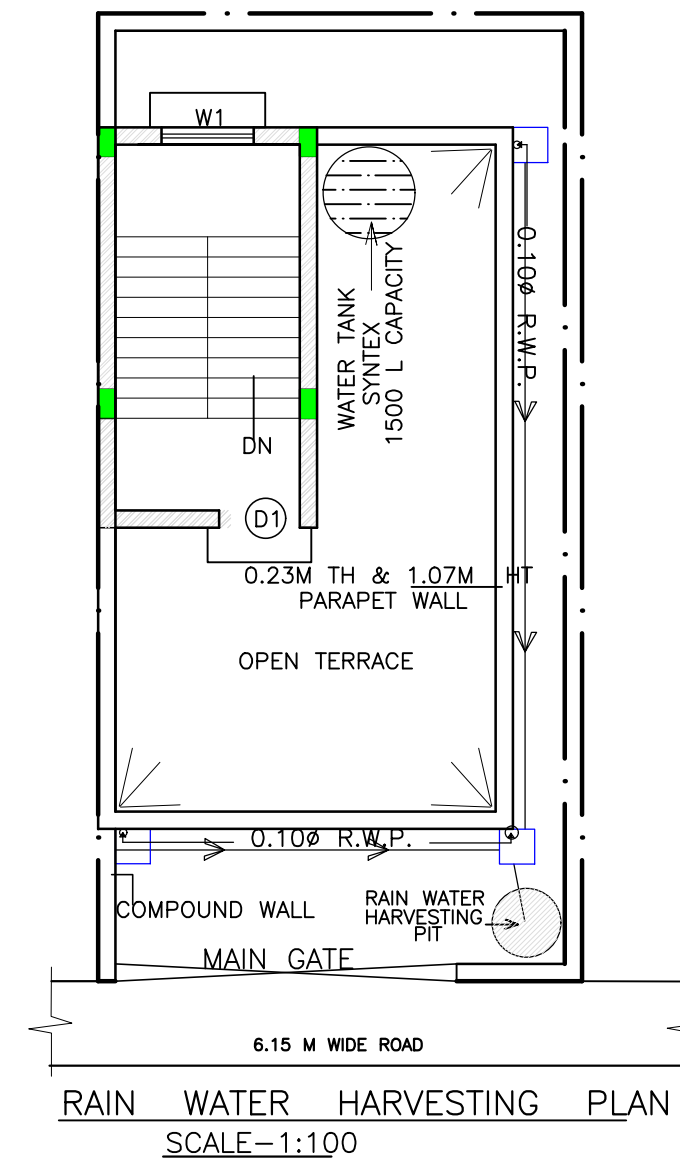 W1
0.10ø R.W.P.
WATER TANK
SYNTEX
1500 L CAPACITY
DN
D1
0.23M TH & 1.07M HT
PARAPET WALL
OPEN TERRACE
0.10ø R.W.P.
COMPOUND WALL
RAIN WATER
HARVESTING
PIT
MAIN GATE
6.15 M WIDE ROAD
RAIN WATER HARVESTING PLAN
SCALE-1:100